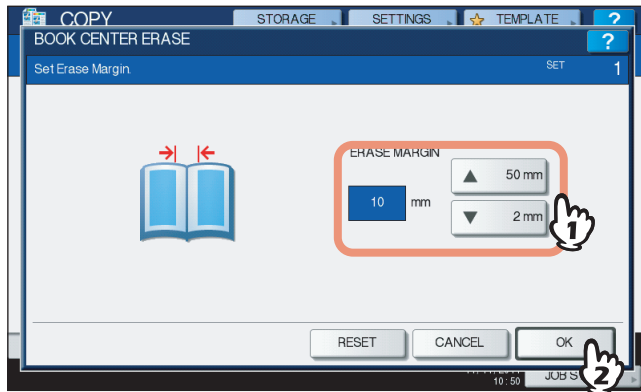 COPY STORAGE SETTINGS TEMPLATE ?
BOOK CENTER ERASE ?
Set Erase Margin. SET 1
ERASE MARGIN
50 mm
10 mm
2 mm
1
RESET CANCEL OK
2
10:50